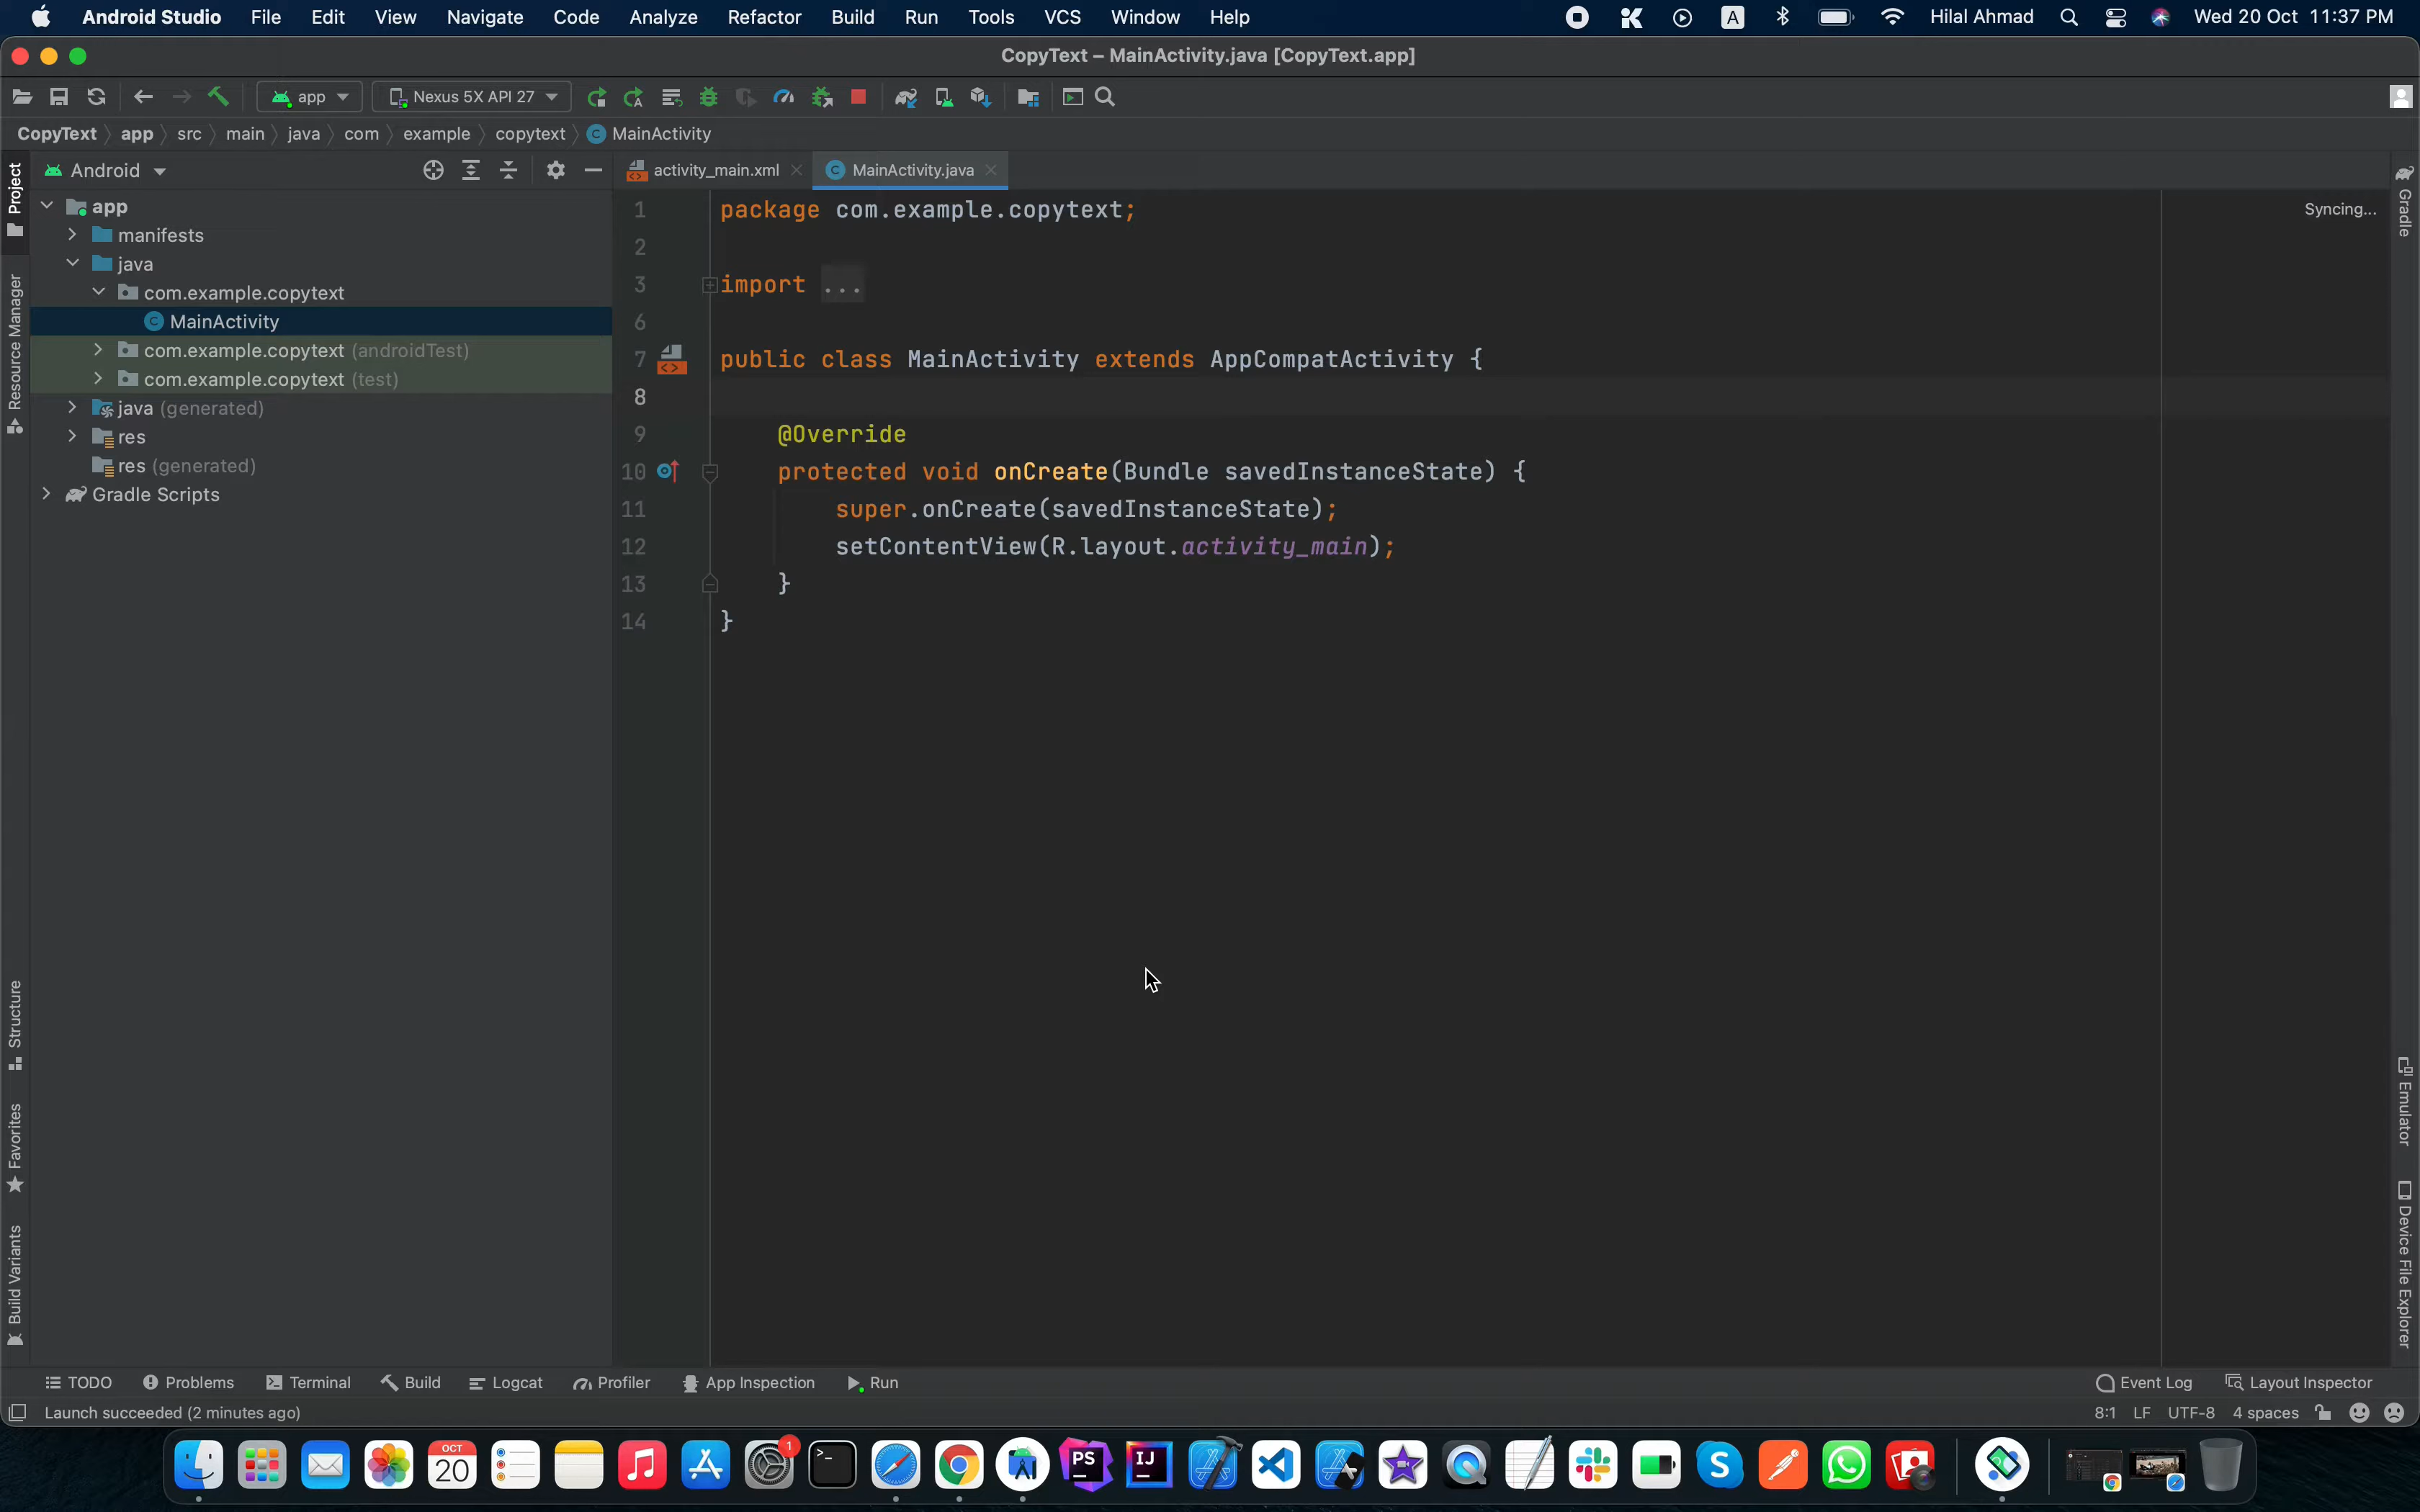 Android Studio File Edit View Navigate Code Analyze Refactor Build Run Tools VCS Window Help A Hilal Ahmad Wed 20 Oct 11:37 PM
CopyText – MainActivity.java [CopyText.app]
app Nexus 5X API 27
CopyText app src main java com example copytext MainActivity
Android
activity_main.xml MainActivity.java
Project
Resource Manager
Structure
Favorites
Build Variants
app
manifests
java
com.example.copytext
MainActivity
com.example.copytext (androidTest)
com.example.copytext (test)
java (generated)
res
res (generated)
Gradle Scripts
1 package com.example.copytext;
2
3 import ...
6
7 public class MainActivity extends AppCompatActivity {
8
9 @Override
10 protected void onCreate(Bundle savedInstanceState) {
11 super.onCreate(savedInstanceState);
12 setContentView(R.layout.activity_main);
13 }
14 }
Syncing...
Gradle
Emulator
Device File Explorer
TODO Problems Terminal Build Logcat Profiler App Inspection Run Event Log Layout Inspector
Launch succeeded (2 minutes ago) 8:1 LF UTF-8 4 spaces
OCT
20
1
PS
IJ
S